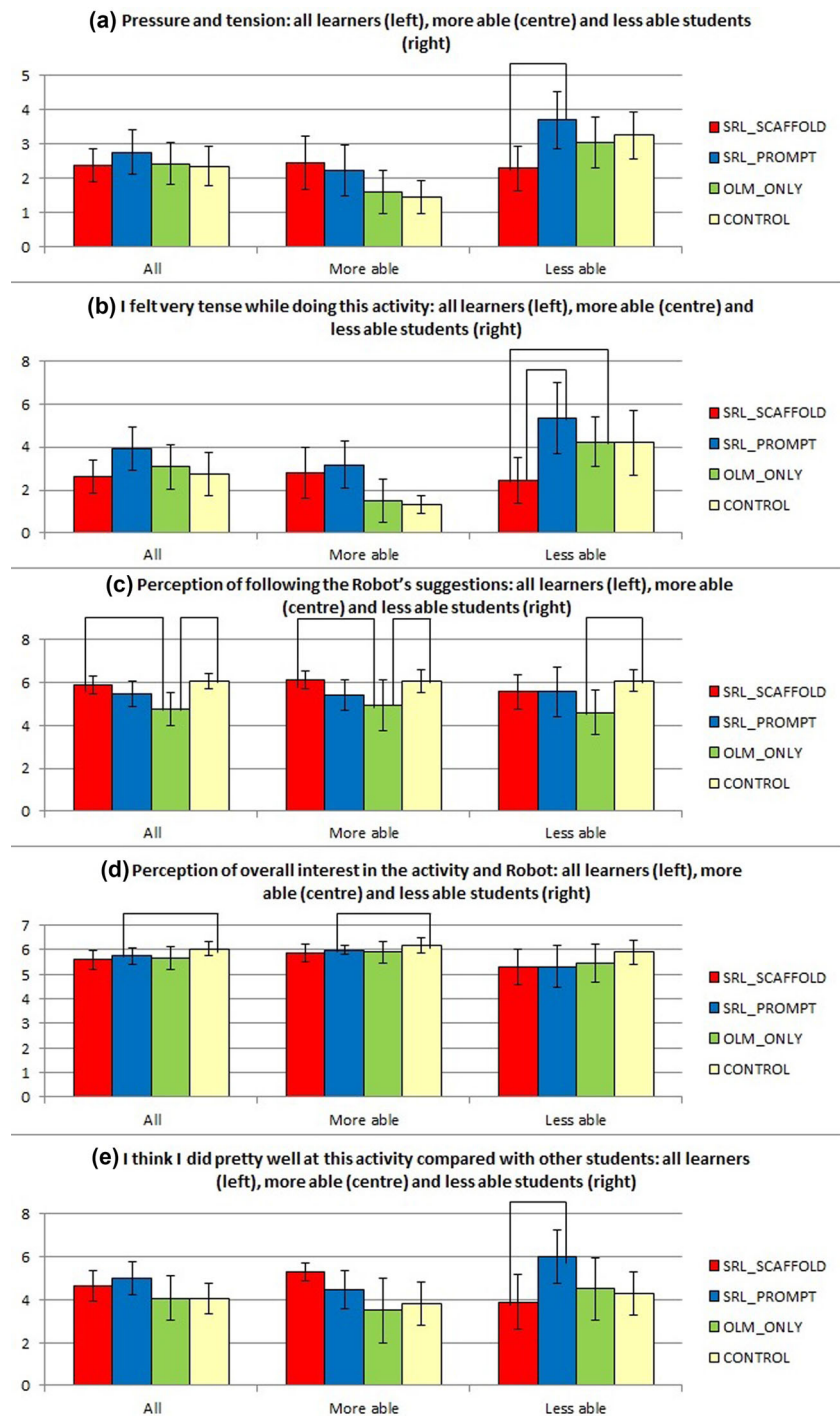 (a) Pressure and tension: all learners (left), more able (centre) and less able students
(right)
5
4
3
2
1
0
All
More able
Less able
SRL_SCAFFOLD
SRL_PROMPT
OLM_ONLY
CONTROL
(b) I felt very tense while doing this activity: all learners (left), more able (centre) and
less able students (right)
8
6
4
2
0
All
More able
Less able
SRL_SCAFFOLD
SRL_PROMPT
OLM_ONLY
CONTROL
(c) Perception of following the Robot's suggestions: all learners (left), more able
(centre) and less able students (right)
8
6
4
2
0
All
More able
Less able
SRL_SCAFFOLD
SRL_PROMPT
OLM_ONLY
CONTROL
(d) Perception of overall interest in the activity and Robot: all learners (left), more
able (centre) and less able students (right)
7
6
5
4
3
2
1
0
All
More able
Less able
SRL_SCAFFOLD
SRL_PROMPT
OLM_ONLY
CONTROL
(e) I think I did pretty well at this activity compared with other students: all learners
(left), more able (centre) and less able students (right)
8
6
4
2
0
All
More able
Less able
SRL_SCAFFOLD
SRL_PROMPT
OLM_ONLY
CONTROL